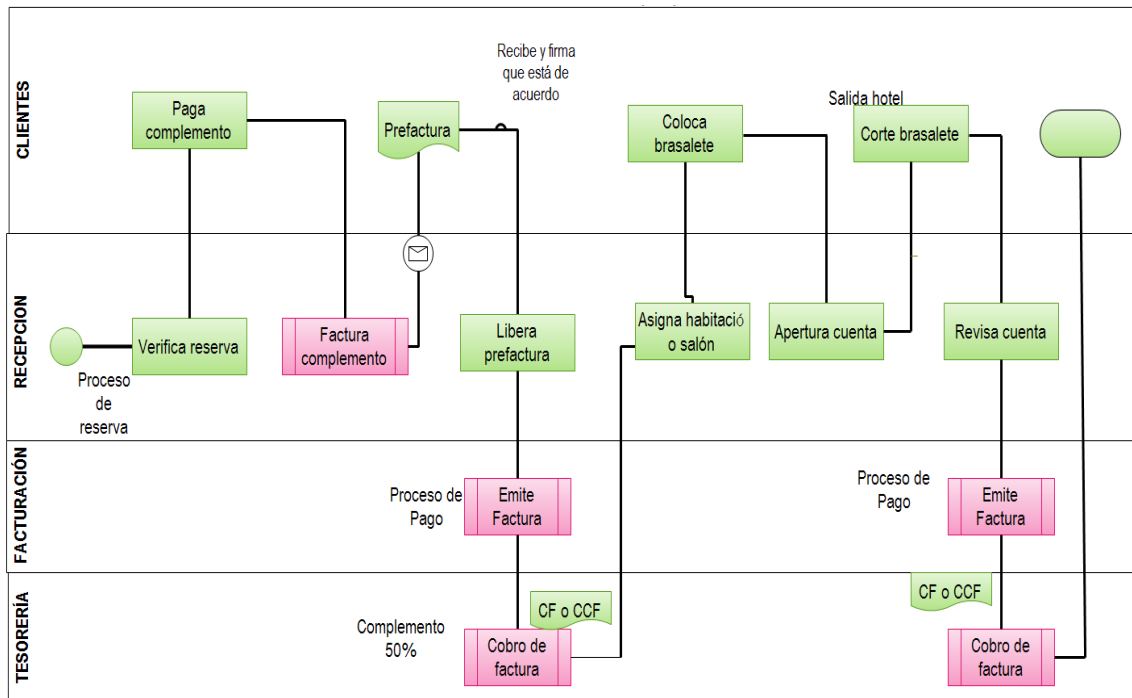 CLIENTES
Paga
complemento
Prefactura
Recibe y firma
que está de
acuerdo
Coloca
brasalete
Salida hotel
Corte brasalete
RECEPCION
Proceso
de
reserva
Verifica reserva
Factura
complemento
Libera
prefactura
Asigna habitació
o salón
Apertura cuenta
Revisa cuenta
FACTURACIÓN
Proceso de
Pago
Emite
Factura
Proceso de
Pago
Emite
Factura
TESORERÍA
Complemento
50%
CF o CCF
Cobro de
factura
CF o CCF
Cobro de
factura